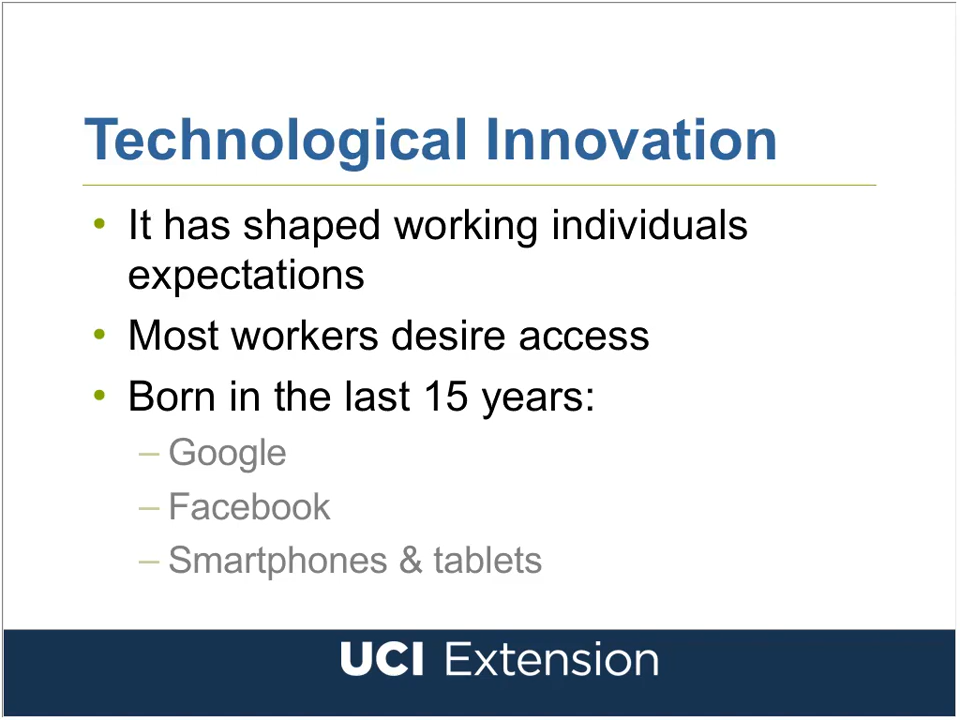 Technological Innovation
• It has shaped working individuals
expectations
• Most workers desire access
• Born in the last 15 years:
– Google
– Facebook
– Smartphones & tablets
UCI Extension